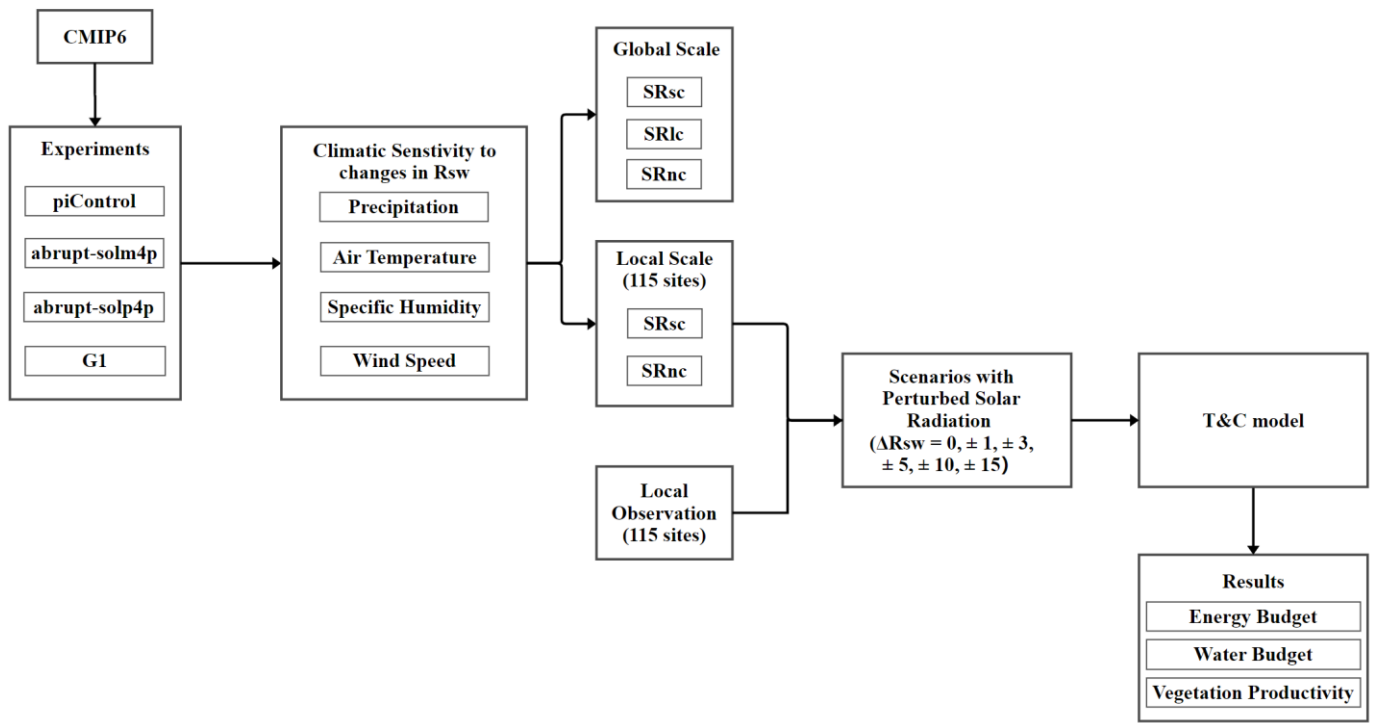 CMIP6
Experiments
piControl
abrupt-solm4p
abrupt-solp4p
G1
Climatic Senstivity to
changes in Rsw
Precipitation
Air Temperature
Specific Humidity
Wind Speed
Global Scale
SRsc
SRlc
SRnc
Local Scale
(115 sites)
SRsc
SRnc
Local
Observation
(115 sites)
Scenarios with
Perturbed Solar
Radiation
(ΔRsw = 0, ± 1, ± 3,
± 5, ± 10, ± 15)
T&C model
Results
Energy Budget
Water Budget
Vegetation Productivity